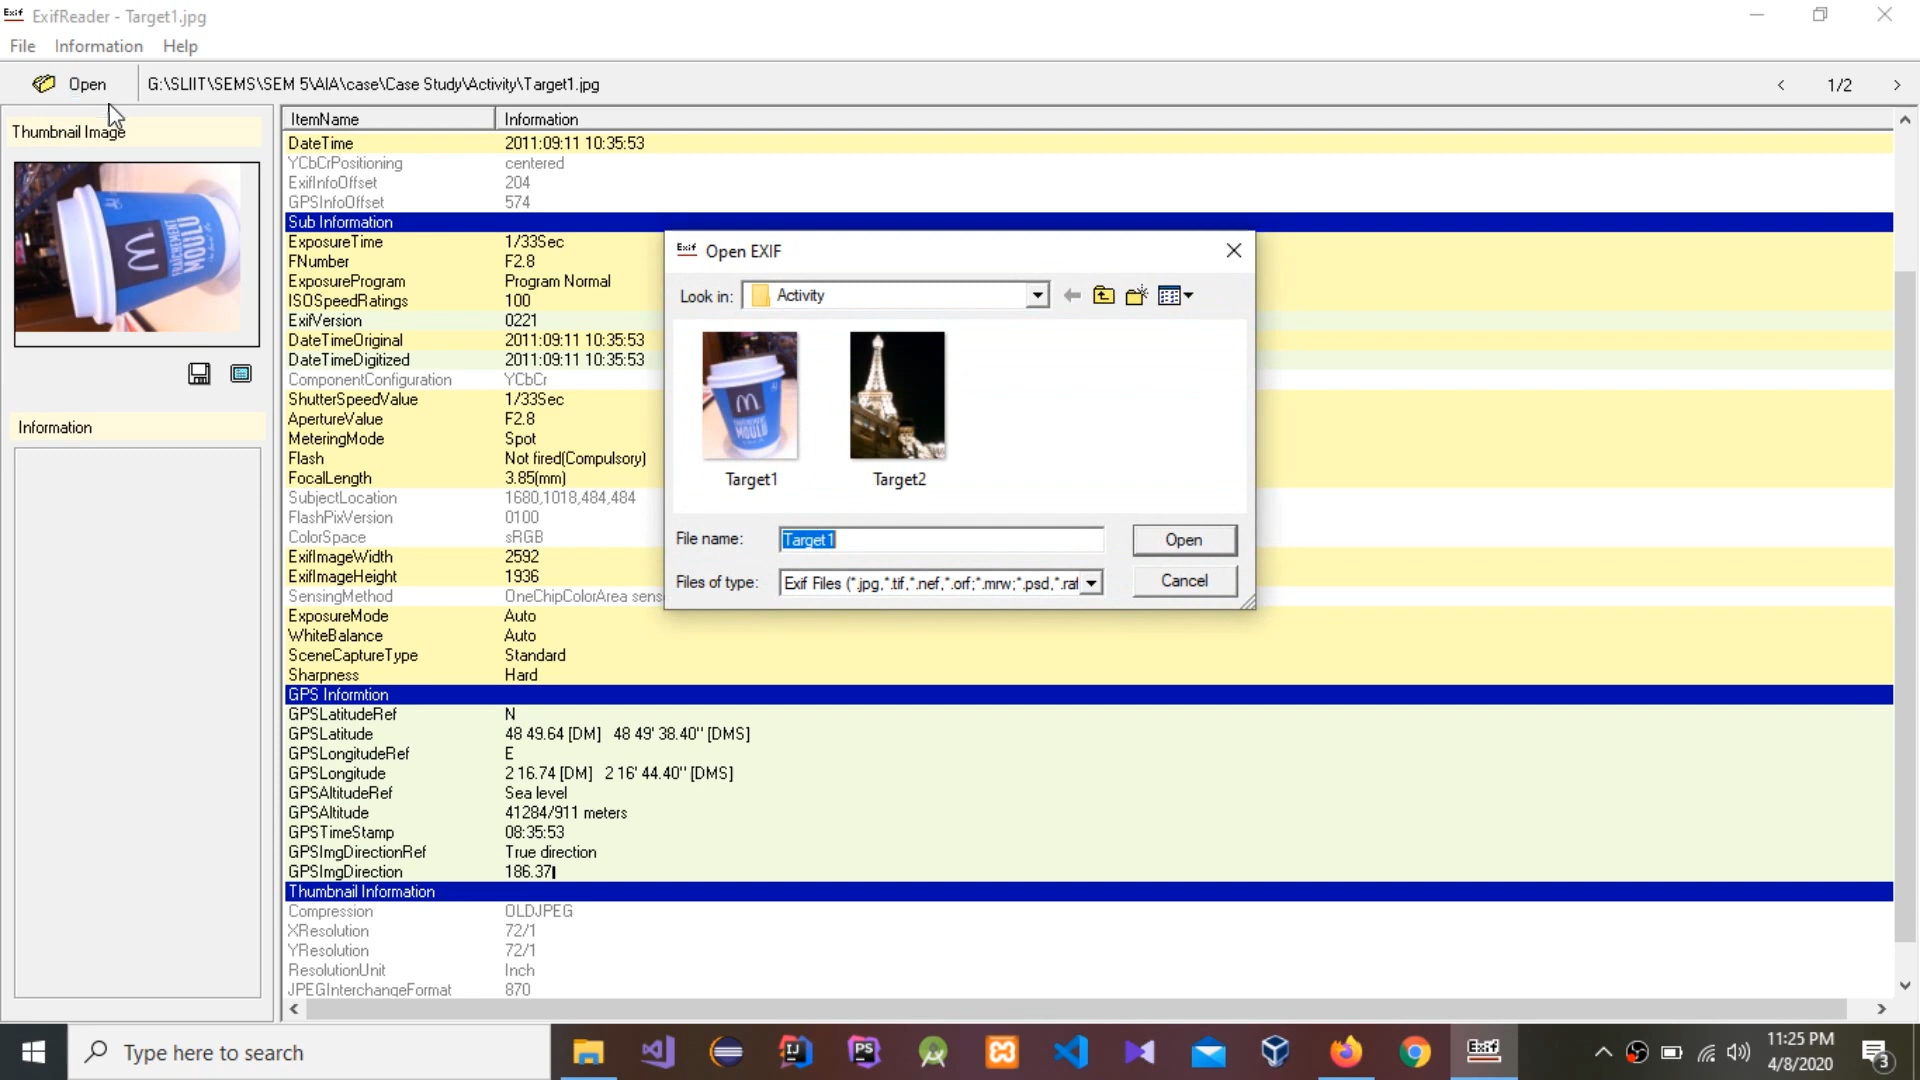 Exif ExifReader - Target1.jpg
File Information Help
Open G:\SLIIT\SEMS\SEM 5\AIA\case\Case Study\Activity\Target1.jpg 1/2
Thumbnail Image
ItemName Information
DateTime 2011:09:11 10:35:53
YCbCrPositioning centered
ExifInfoOffset 204
GPSInfoOffset 574
Sub Information
ExposureTime 1/33Sec
FNumber F2.8
ExposureProgram Program Normal
ISOSpeedRatings 100
ExifVersion 0221
DateTimeOriginal 2011:09:11 10:35:53
DateTimeDigitized 2011:09:11 10:35:53
ComponentConfiguration YCbCr
ShutterSpeedValue 1/33Sec
ApertureValue F2.8
MeteringMode Spot
Flash Not fired(Compulsory)
FocalLength 3.85(mm)
SubjectLocation 1680,1018,484,484
FlashPixVersion 0100
ColorSpace sRGB
ExifImageWidth 2592
ExifImageHeight 1936
SensingMethod OneChipColorArea sens
ExposureMode Auto
WhiteBalance Auto
SceneCaptureType Standard
Sharpness Hard
GPS Informtion
GPSLatitudeRef N
GPSLatitude 48 49.64 [DM] 48 49' 38.40'' [DMS]
GPSLongitudeRef E
GPSLongitude 2 16.74 [DM] 2 16' 44.40'' [DMS]
GPSAltitudeRef Sea level
GPSAltitude 41284/911 meters
GPSTimeStamp 08:35:53
GPSImgDirectionRef True direction
GPSImgDirection 186.37
Thumbnail Information
Compression OLDJPEG
XResolution 72/1
YResolution 72/1
ResolutionUnit Inch
JPEGInterchangeFormat 870
FRAÎCHEMENT
MOULU
Information
Exif Open EXIF
Look in: Activity
MOULU
Target1 Target2
File name: Target1 Open
Files of type: Exif Files (*.jpg,*.tif,*.nef,*.orf;*.mrw;*.psd,*.raf Cancel
Type here to search
IJ
PS
Exif
11:25 PM
4/8/2020
3